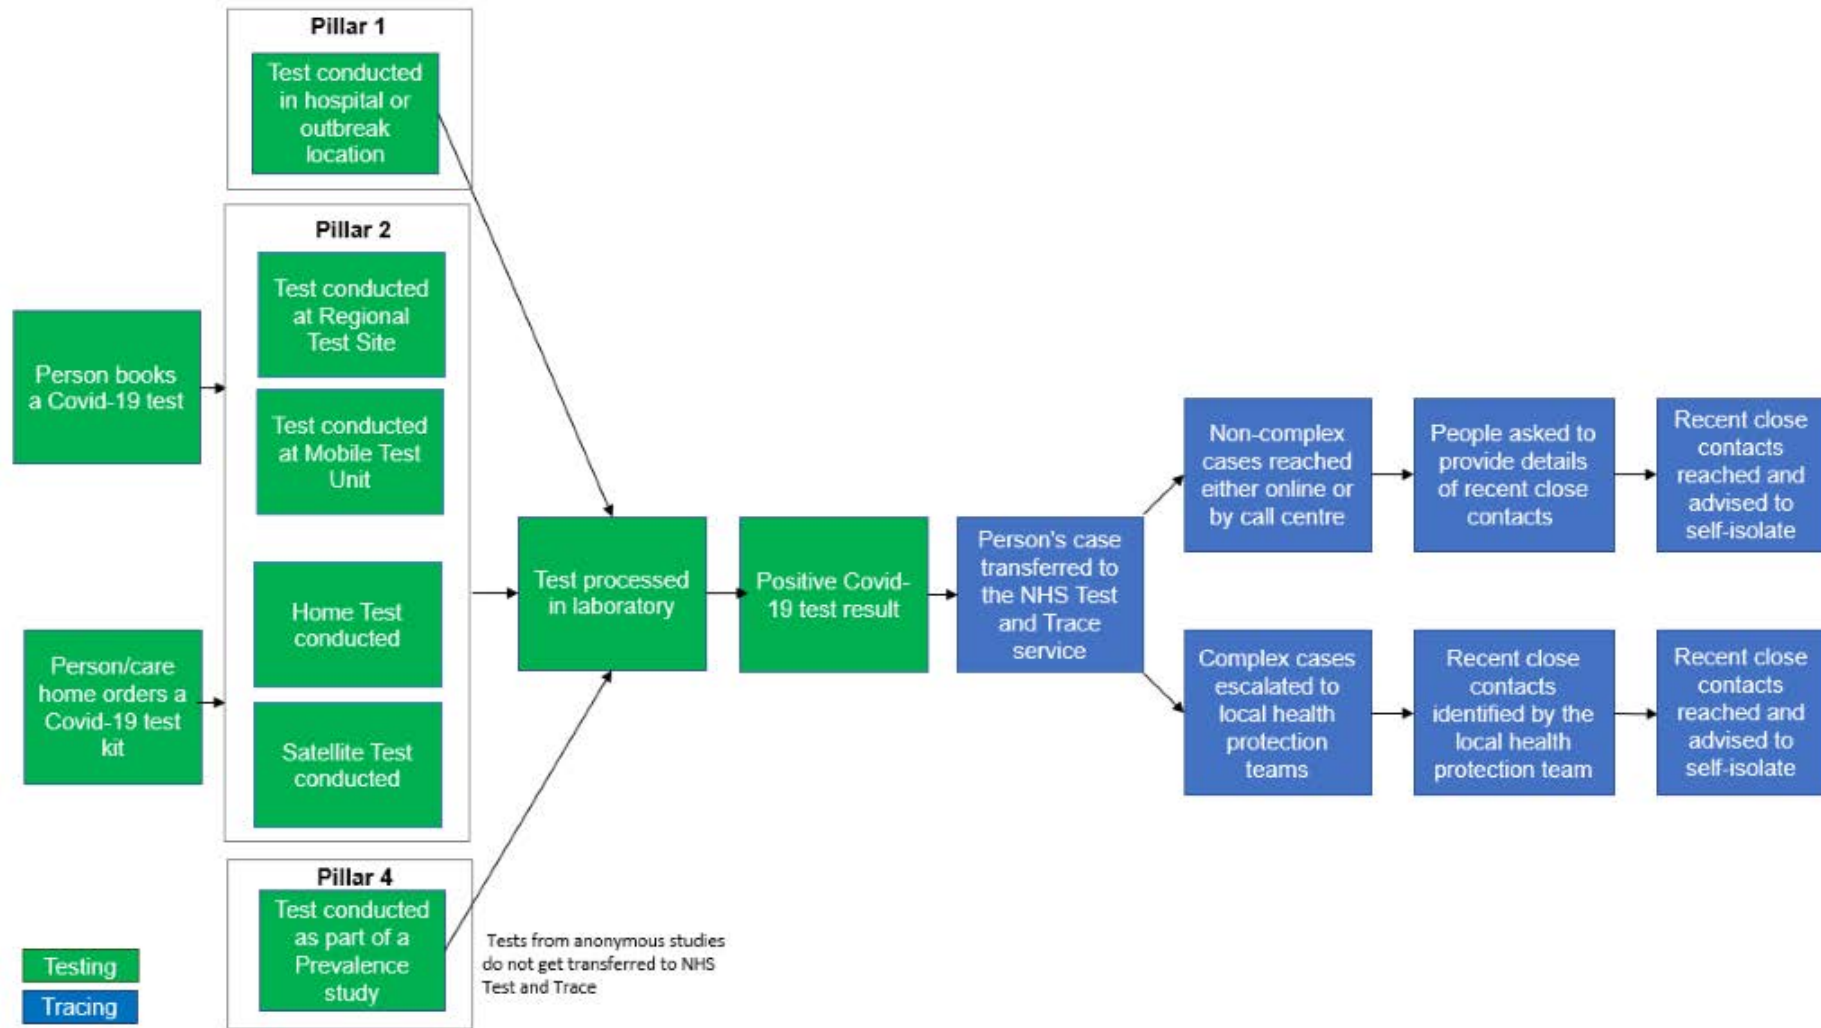 Pillar 1
Test conducted
in hospital or
outbreak
location
Pillar 2
Test conducted
at Regional
Test Site
Test conducted
at Mobile Test
Unit
Home Test
conducted
Satellite Test
conducted
Person books
a Covid-19 test
Person/care
home orders a
Covid-19 test
kit
Pillar 4
Test conducted
as part of a
Prevalence
study
Tests from anonymous studies
do not get transferred to NHS
Test and Trace
Test processed
in laboratory
Positive Covid-
19 test result
Person's case
transferred to
the NHS Test
and Trace
service
Non-complex
cases reached
either online or
by call centre
People asked to
provide details
of recent close
contacts
Recent close
contacts
reached and
advised to
self-isolate
Complex cases
escalated to
local health
protection
teams
Recent close
contacts
identified by the
local health
protection team
Recent close
contacts
reached and
advised to
self-isolate
Testing
Tracing